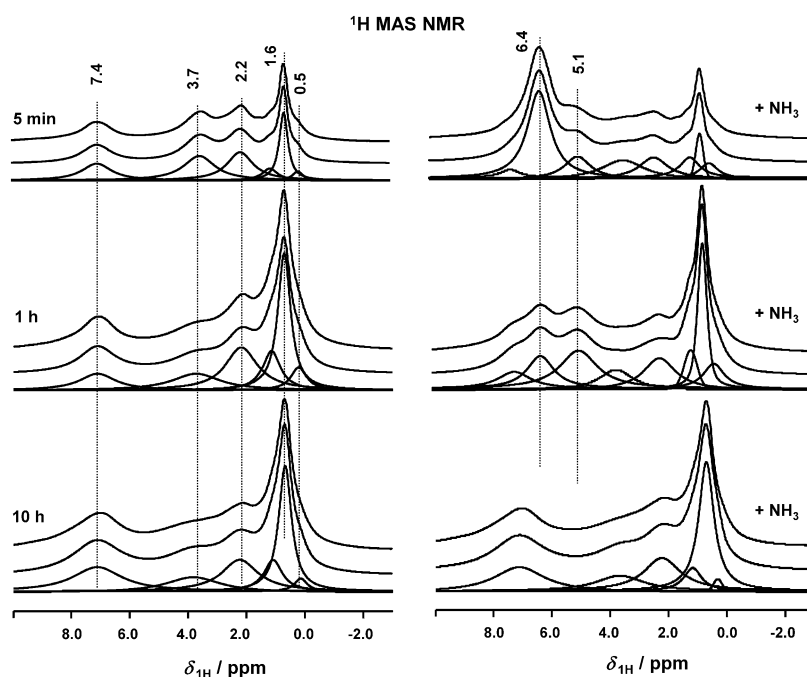 ¹H MAS NMR
7.4
3.7
2.2
1.6
0.5
6.4
5.1
5 min
+ NH₃
1 h
+ NH₃
10 h
+ NH₃
8.0 6.0 4.0 2.0 0.0 -2.0
8.0 6.0 4.0 2.0 0.0 -2.0
δ₁H / ppm
δ₁H / ppm